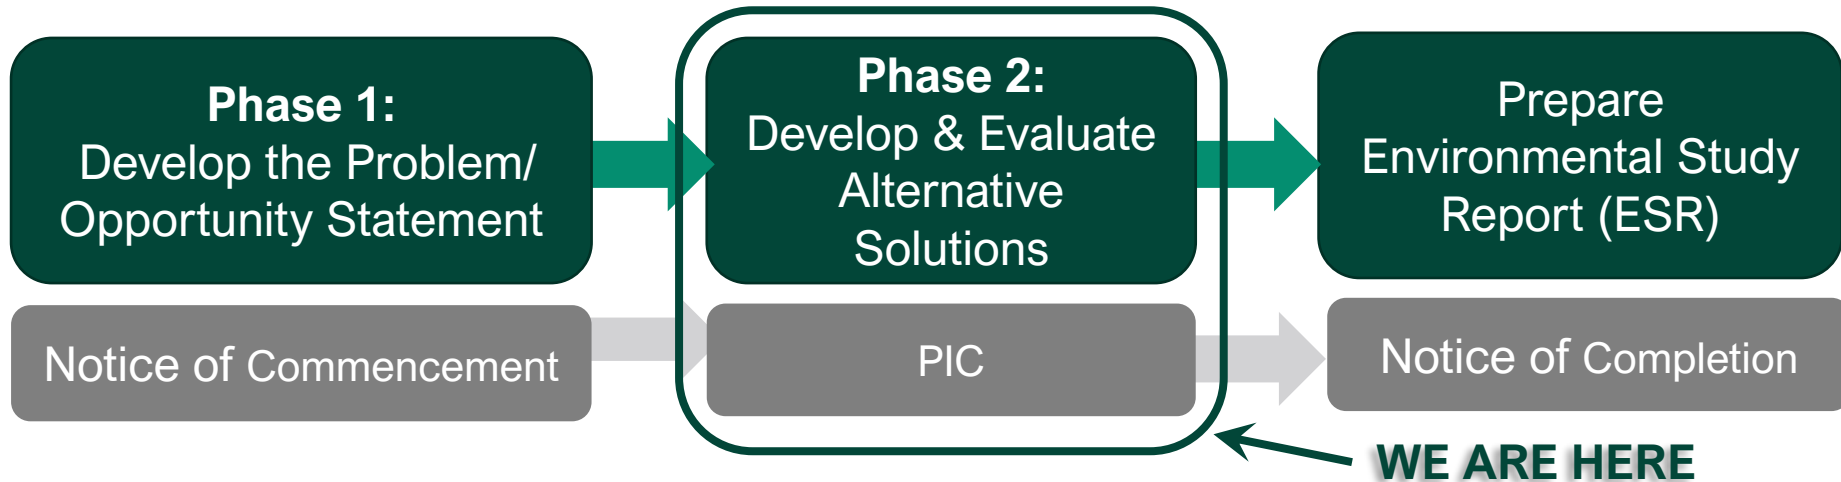 Phase 1:
Develop the Problem/
Opportunity Statement
Phase 2:
Develop & Evaluate
Alternative
Solutions
Prepare
Environmental Study
Report (ESR)
Notice of Commencement
PIC
Notice of Completion
WE ARE HERE